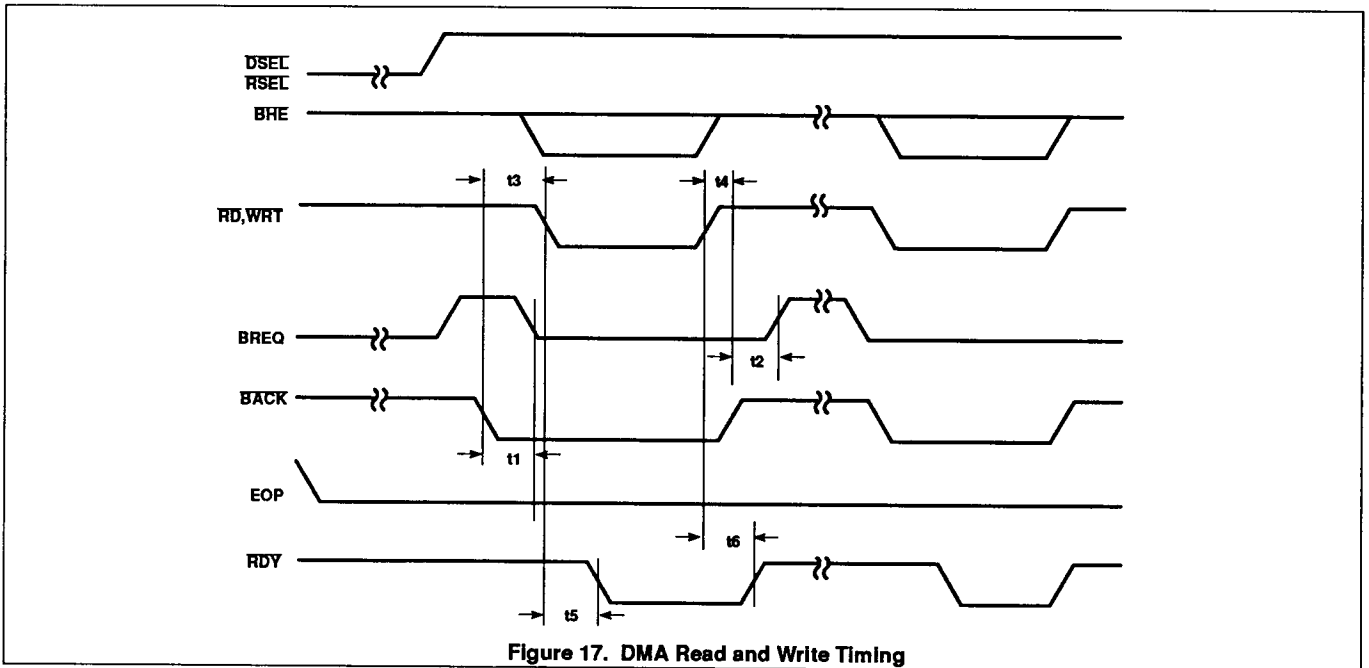 DSEL
RSEL
BHE
t3
t4
RD,WRT
BREQ
t2
BACK
t1
EOP
t6
RDY
t5
Figure 17. DMA Read and Write Timing